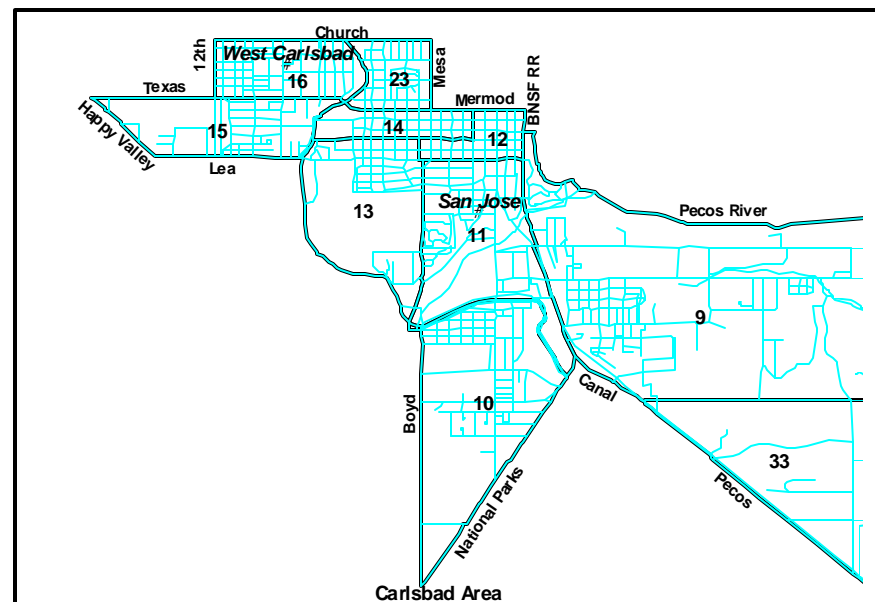 Church
12th
West Carlsbad
Mesa
16
23
Texas
Mermod
BNSF RR
Happy Valley
15
14
12
Lea
San Jose
13
Pecos River
11
9
Canal
Boyd
10
33
National Parks
Pecos
Carlsbad Area